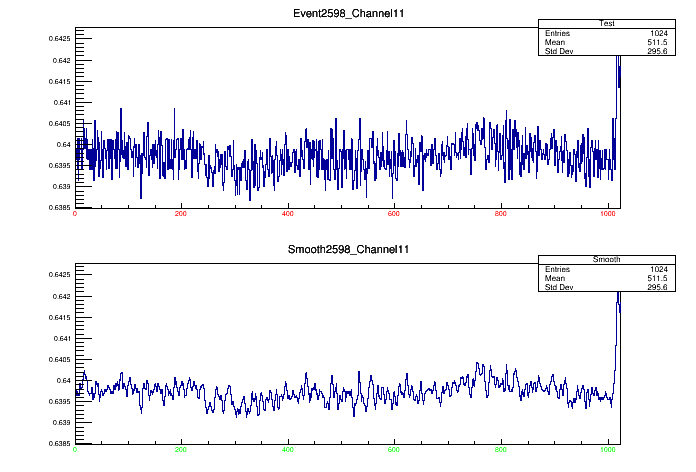 Event2598_Channel11
Test
Entries 1024
Mean 511.5
Std Dev 295.6
0.6425
0.642
0.6415
0.641
0.6405
0.64
0.6395
0.639
0.6385
0 200 400 600 800 1000
Smooth2598_Channel11
Smooth
Entries 1024
Mean 511.5
Std Dev 295.6
0.6425
0.642
0.6415
0.641
0.6405
0.64
0.6395
0.639
0.6385
0 200 400 600 800 1000